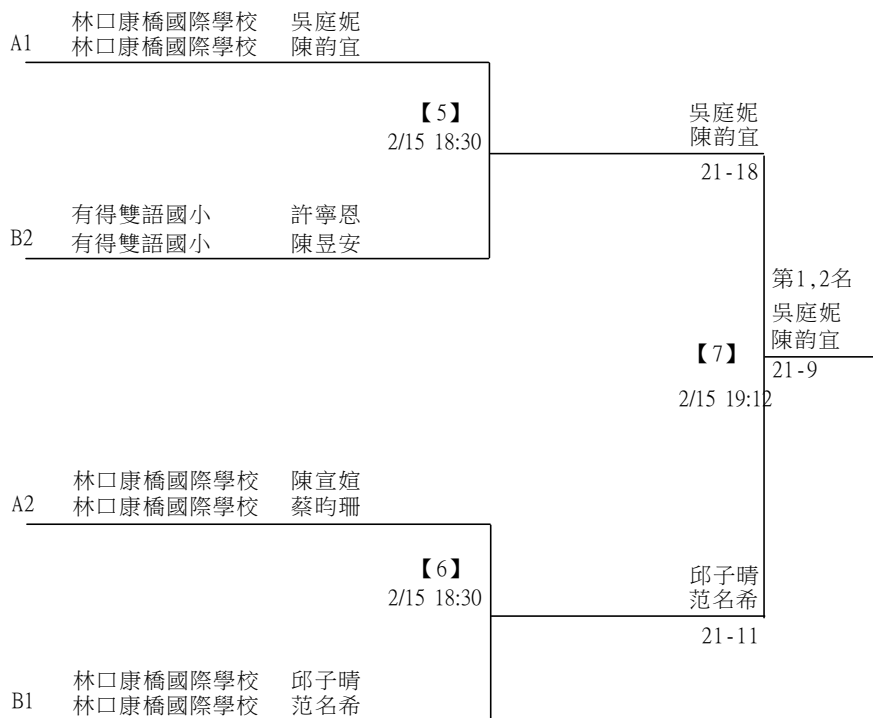 A1
林口康橋國際學校 吳庭妮
林口康橋國際學校 陳韵宜
【5】
2/15 18:30
吳庭妮
陳韵宜
21-18
B2
有得雙語國小 許寧恩
有得雙語國小 陳昱安
第1,2名
吳庭妮
陳韵宜
21-9
【7】
2/15 19:12
A2
林口康橋國際學校 陳宣媗
林口康橋國際學校 蔡昀珊
【6】
2/15 18:30
邱子晴
范名希
21-11
B1
林口康橋國際學校 邱子晴
林口康橋國際學校 范名希